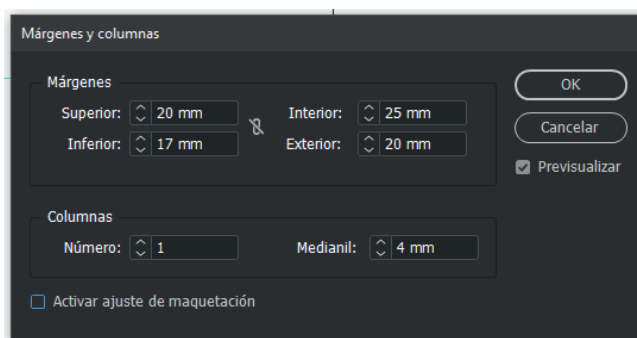 Márgenes y columnas
Márgenes
Superior: 20 mm Interior: 25 mm
Inferior: 17 mm Exterior: 20 mm
OK
Cancelar
Previsualizar
Columnas
Número: 1 Medianil: 4 mm
Activar ajuste de maquetación